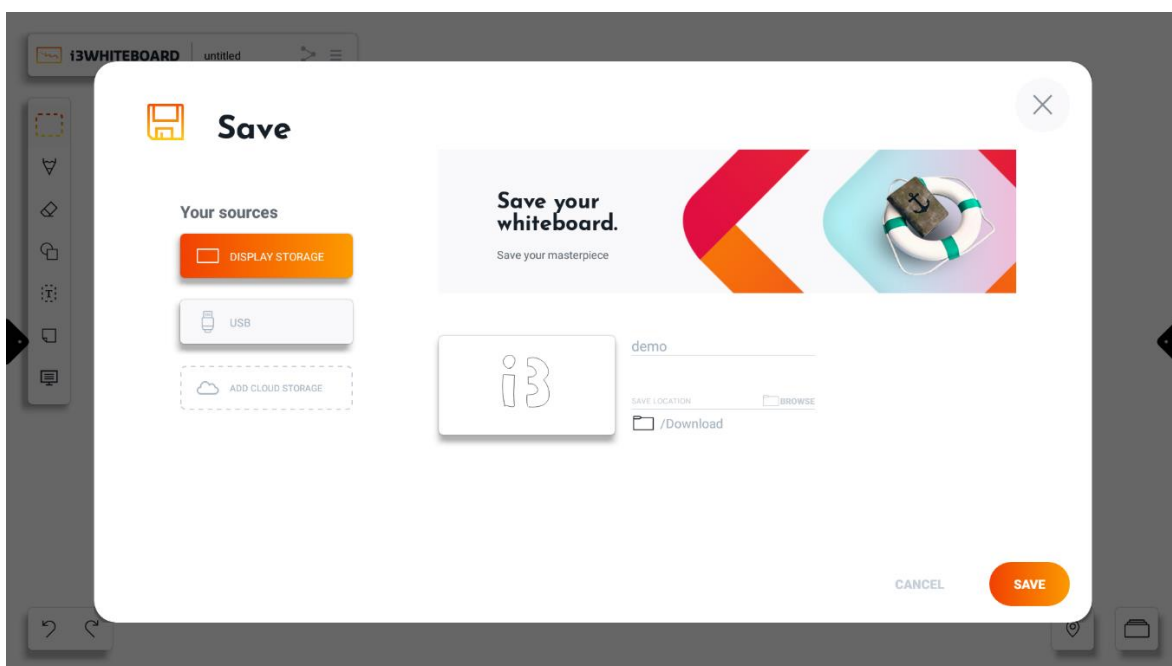 i3WHITEBOARD untitled
Save
Your sources
DISPLAY STORAGE
USB
ADD CLOUD STORAGE
Save your
whiteboard.
Save your masterpiece
i3
demo
SAVE LOCATION BROWSE
/Download
CANCEL SAVE